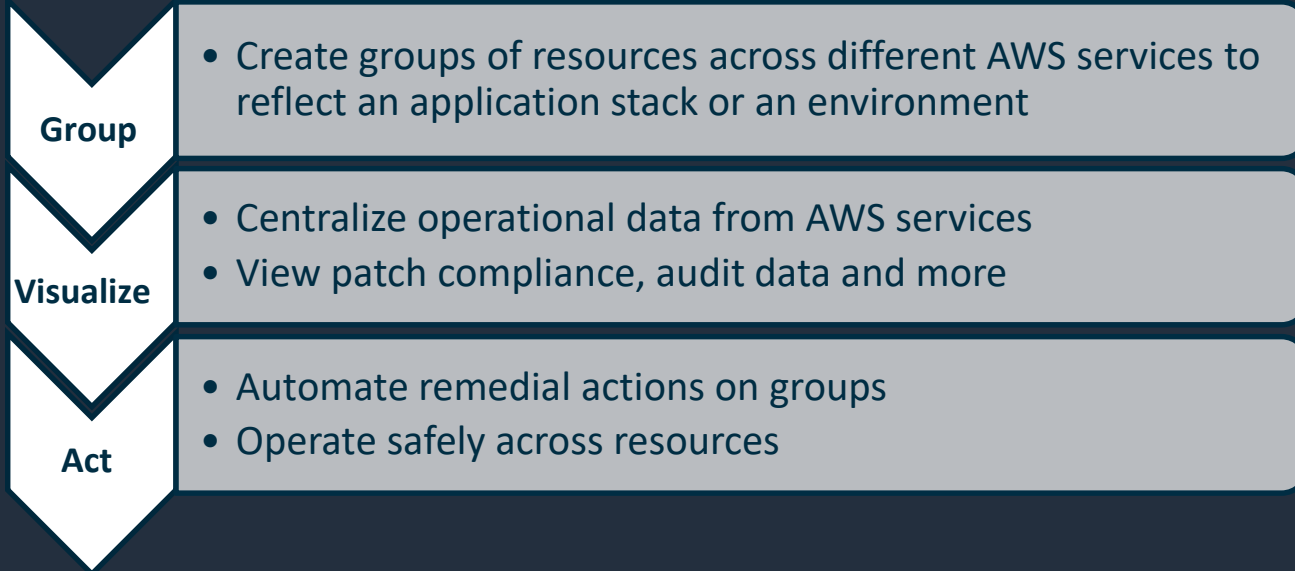 Group
• Create groups of resources across different AWS services to
reflect an application stack or an environment
Visualize
• Centralize operational data from AWS services
• View patch compliance, audit data and more
Act
• Automate remedial actions on groups
• Operate safely across resources